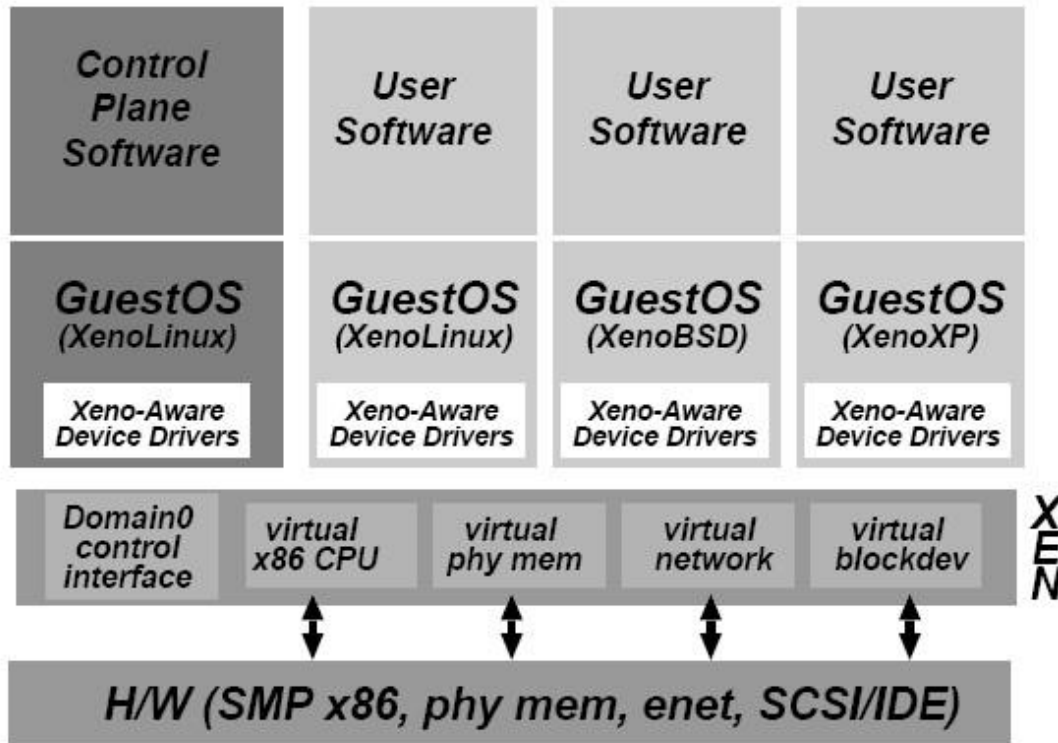 Control
Plane
Software
User
Software
User
Software
User
Software
GuestOS
(XenoLinux)
Xeno-Aware
Device Drivers
GuestOS
(XenoLinux)
Xeno-Aware
Device Drivers
GuestOS
(XenoBSD)
Xeno-Aware
Device Drivers
GuestOS
(XenoXP)
Xeno-Aware
Device Drivers
Domain0
control
interface
virtual
x86 CPU
virtual
phy mem
virtual
network
virtual
blockdev
X
E
N
H/W (SMP x86, phy mem, enet, SCSI/IDE)